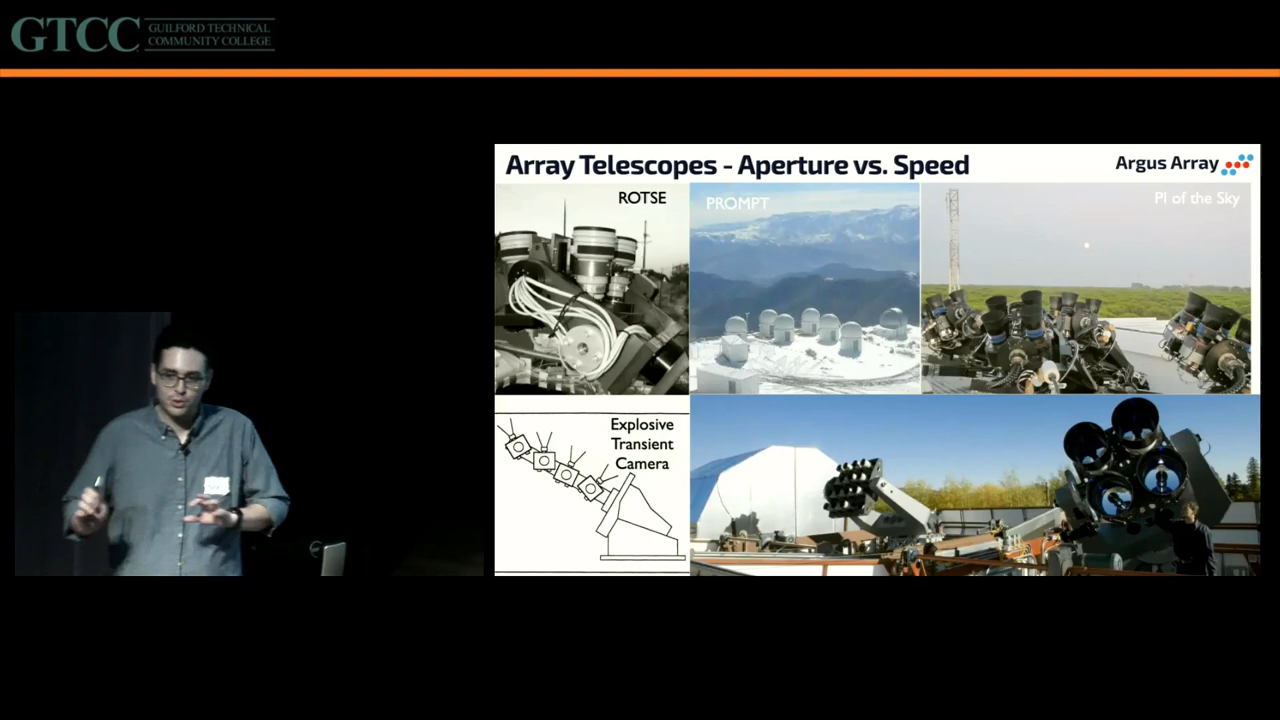 GTCC
GUILFORD TECHNICAL
COMMUNITY COLLEGE
Array Telescopes - Aperture vs. Speed
Argus Array
ROTSE
PROMPT
PI of the Sky
Explosive
Transient
Camera